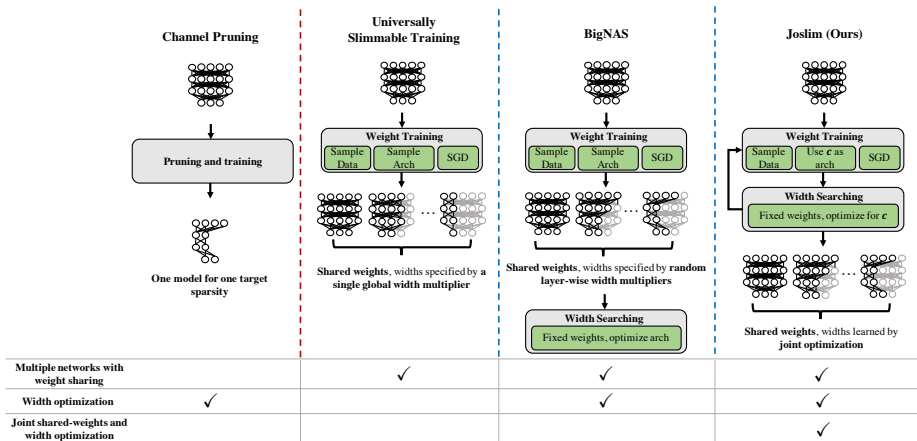 Channel Pruning
Pruning and training
One model for one target
sparsity
Universally
Slimmable Training
Weight Training
Sample
Data
Sample
Arch
SGD
...
Shared weights, widths specified by a
single global width multiplier
BigNAS
Weight Training
Sample
Data
Sample
Arch
SGD
...
Shared weights, widths specified by random
layer-wise width multipliers
Width Searching
Fixed weights, optimize arch
Joslim (Ours)
Weight Training
Sample
Data
Use c as
arch
SGD
Width Searching
Fixed weights, optimize for c
...
Shared weights, widths learned by
joint optimization
Multiple networks with
weight sharing
✓ ✓ ✓
Width optimization
✓ ✓ ✓
Joint shared-weights and
width optimization
✓